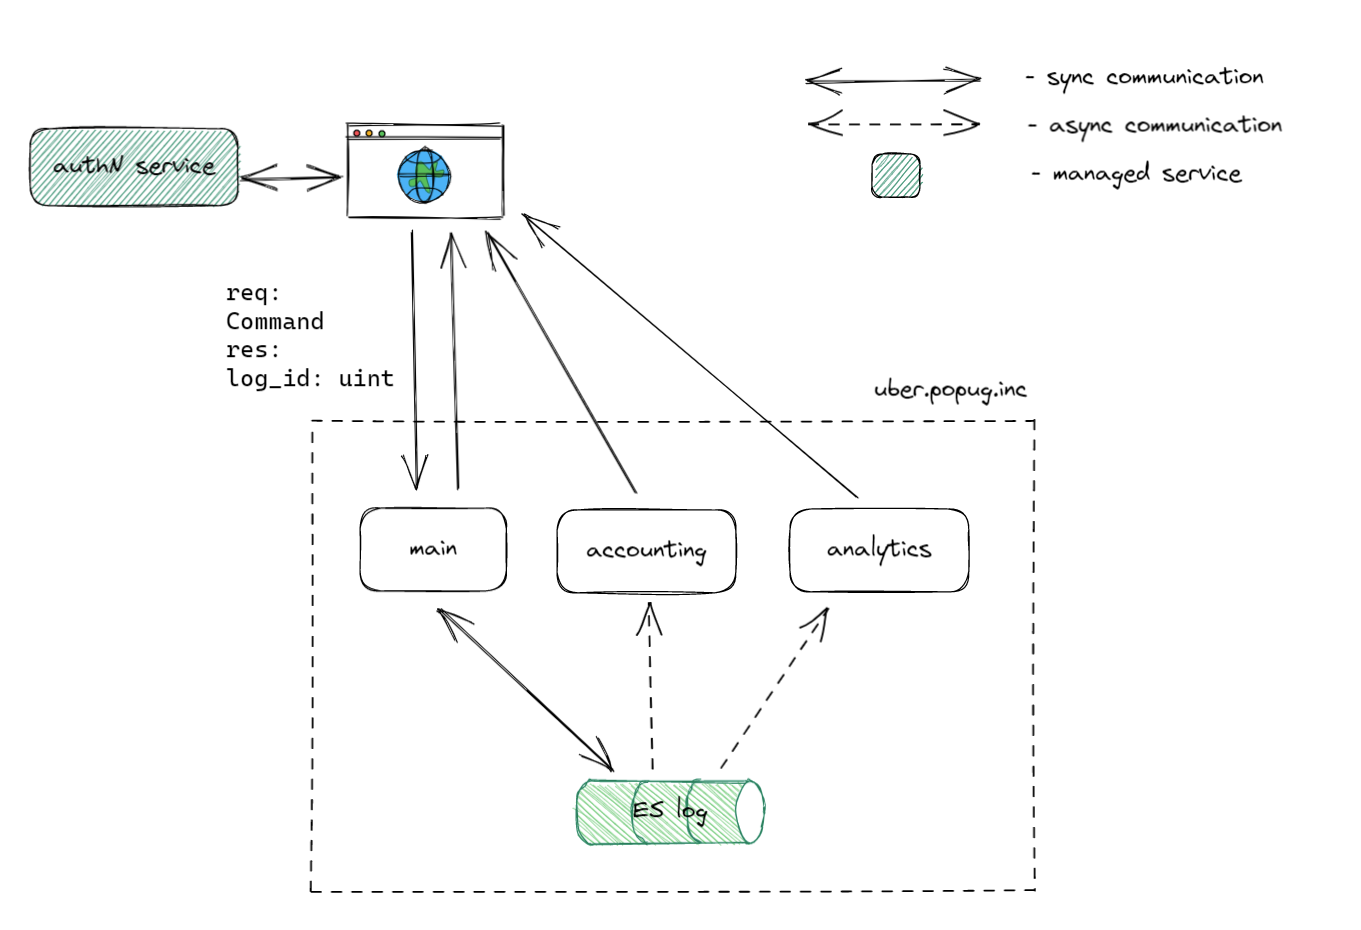 - sync communication
- async communication
- managed service
authN service
req:
Command
res:
log_id: uint
uber.popug.inc
main
accounting
analytics
ES log